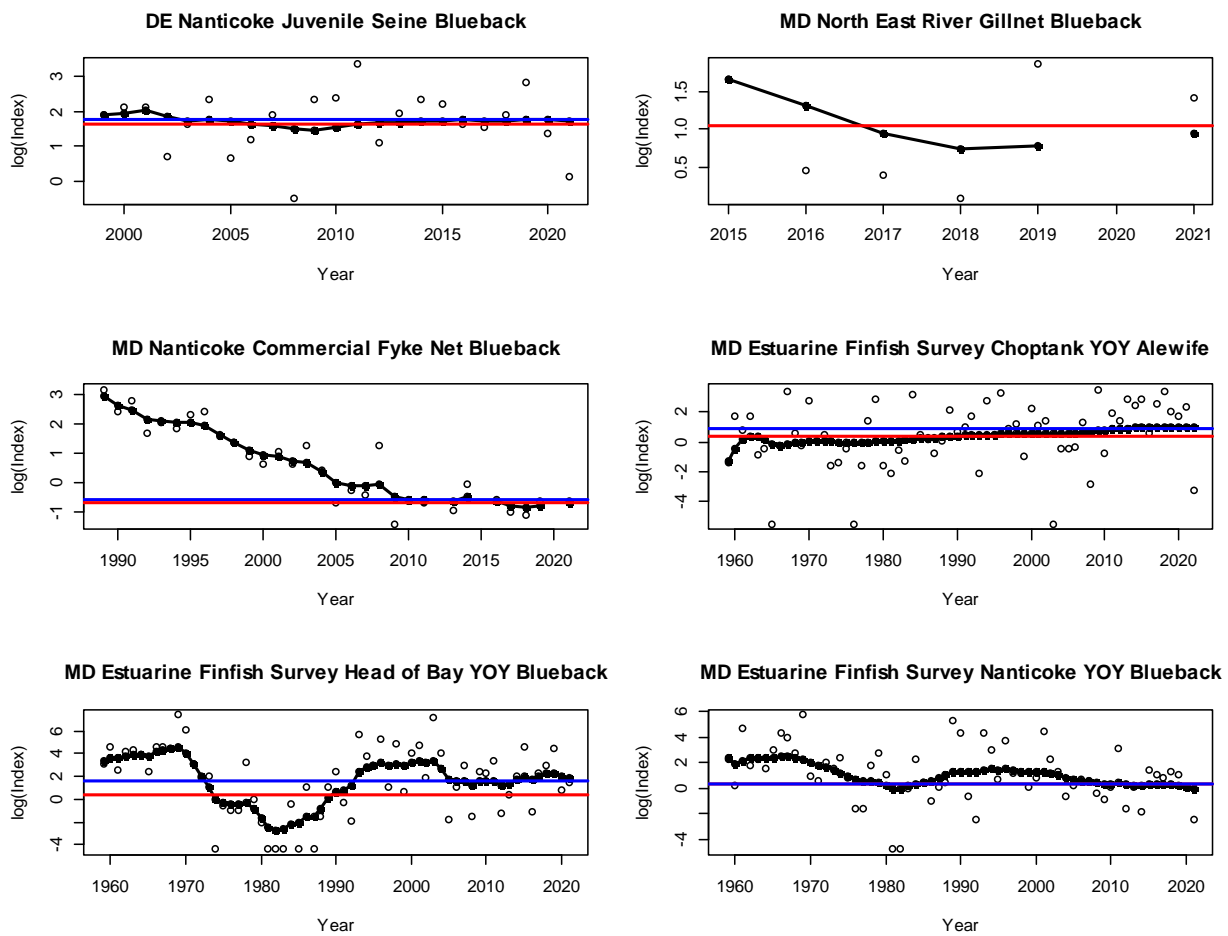 DE Nanticoke Juvenile Seine Blueback
log(Index)
3
2
1
0
2000 2005 2010 2015 2020
Year
MD North East River Gillnet Blueback
log(Index)
1.5
1.0
0.5
2015 2016 2017 2018 2019 2020 2021
Year
MD Nanticoke Commercial Fyke Net Blueback
log(Index)
3
2
1
0
-1
1990 1995 2000 2005 2010 2015 2020
Year
MD Estuarine Finfish Survey Choptank YOY Alewife
log(Index)
2
0
-2
-4
1960 1970 1980 1990 2000 2010 2020
Year
MD Estuarine Finfish Survey Head of Bay YOY Blueback
log(Index)
6
4
2
0
-4
1960 1970 1980 1990 2000 2010 2020
Year
MD Estuarine Finfish Survey Nanticoke YOY Blueback
log(Index)
6
4
2
0
-4
1960 1970 1980 1990 2000 2010 2020
Year